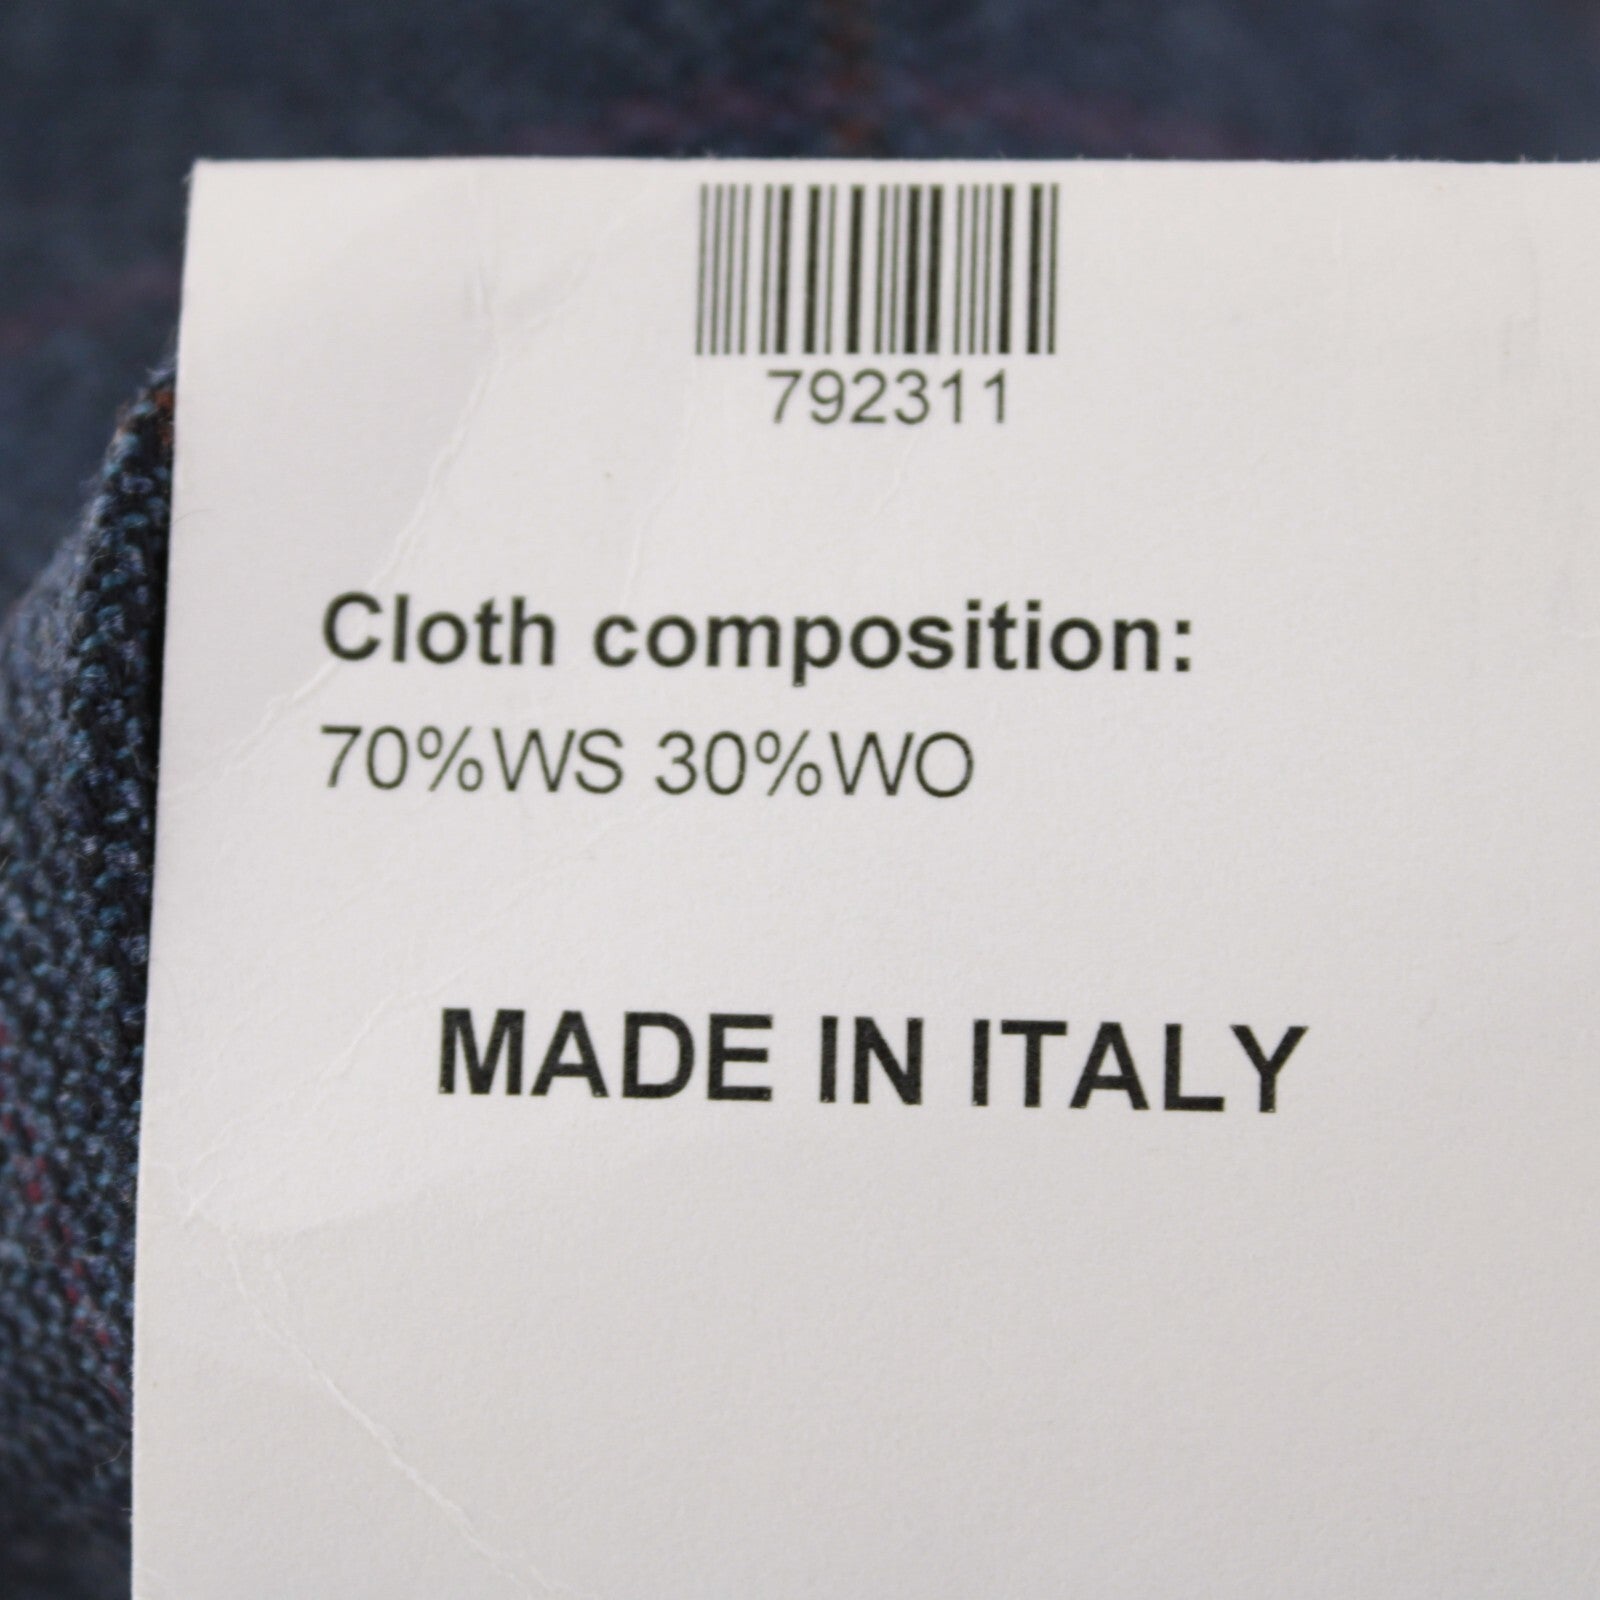 792311
Cloth composition:
70%WS 30%WO
MADE IN ITALY